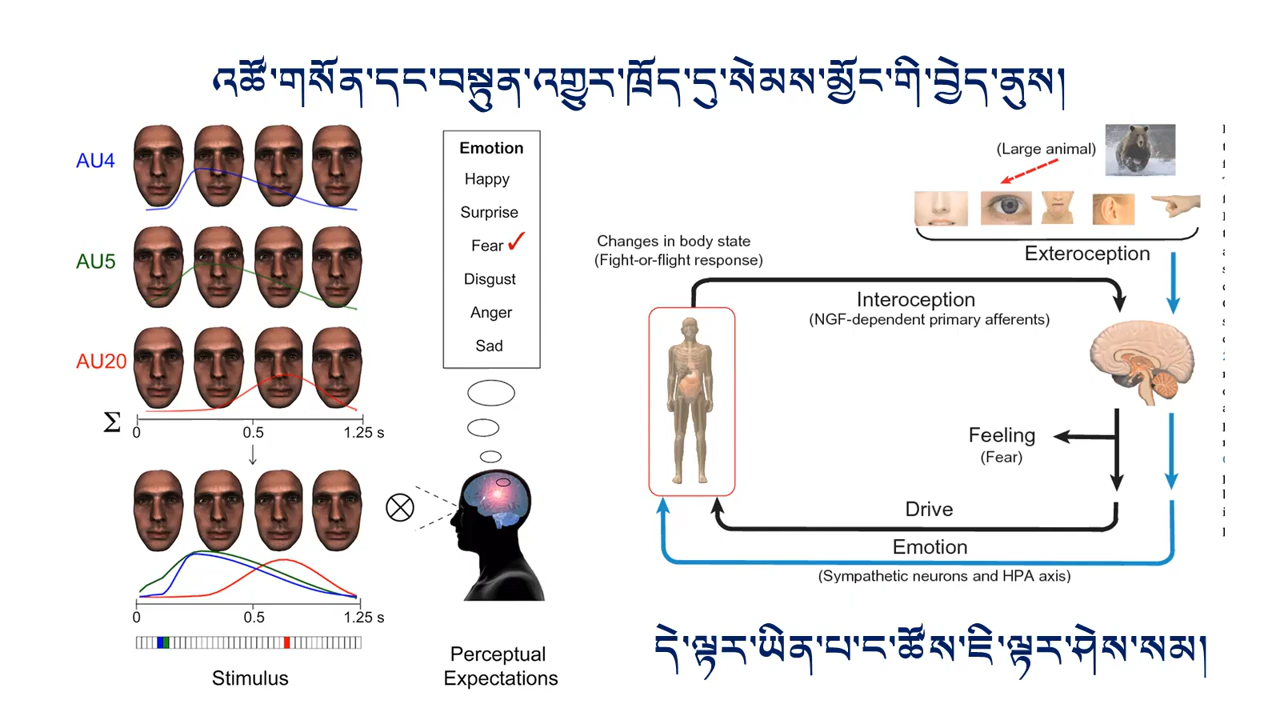 འཚོ་གསོན་དང་བསྟུན་འགྱུར་ཁྲོད་དུ་སེམས་མྱོང་གི་བྱེད་ནུས།
AU4
AU5
AU20
Σ
0 0.5 1.25 s
0 0.5 1.25 s
Stimulus
Emotion
Happy
Surprise
Fear ✓
Disgust
Anger
Sad
Perceptual
Expectations
(Large animal)
Exteroception
Changes in body state
(Fight-or-flight response)
Interoception
(NGF-dependent primary afferents)
Feeling
(Fear)
Drive
Emotion
(Sympathetic neurons and HPA axis)
དེ་ལྟར་ཡིན་པ་ང་ཚོས་ཇི་ལྟར་ཤེས་སམ།